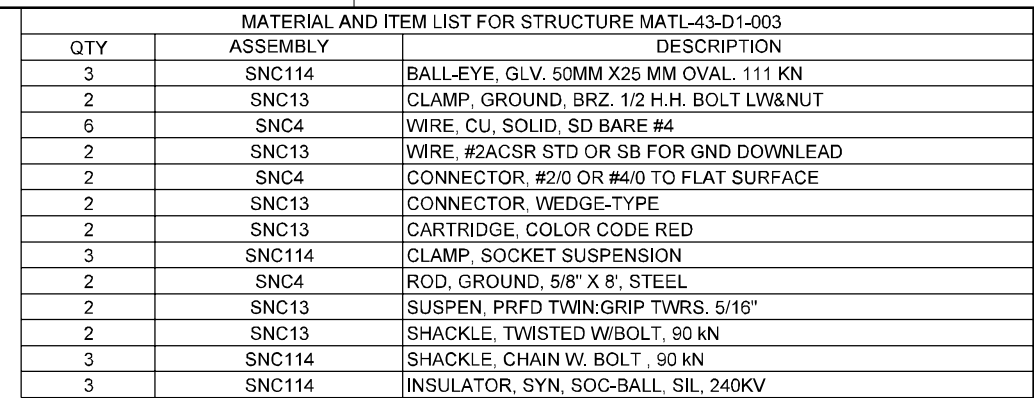 MATERIAL AND ITEM LIST FOR STRUCTURE MATL-43-D1-003
QTY ASSEMBLY DESCRIPTION
3 SNC114 BALL-EYE, GLV. 50MM X25 MM OVAL. 111 KN
2 SNC13 CLAMP, GROUND, BRZ. 1/2 H.H. BOLT LW&NUT
6 SNC4 WIRE, CU, SOLID, SD BARE #4
2 SNC13 WIRE, #2ACSR STD OR SB FOR GND DOWNLEAD
2 SNC4 CONNECTOR, #2/0 OR #4/0 TO FLAT SURFACE
2 SNC13 CONNECTOR, WEDGE-TYPE
2 SNC13 CARTRIDGE, COLOR CODE RED
3 SNC114 CLAMP, SOCKET SUSPENSION
2 SNC4 ROD, GROUND, 5/8" X 8', STEEL
2 SNC13 SUSPEN, PRFD TWIN:GRIP TWRS. 5/16"
2 SNC13 SHACKLE, TWISTED W/BOLT, 90 kN
3 SNC114 SHACKLE, CHAIN W. BOLT , 90 kN
3 SNC114 INSULATOR, SYN, SOC-BALL, SIL, 240KV